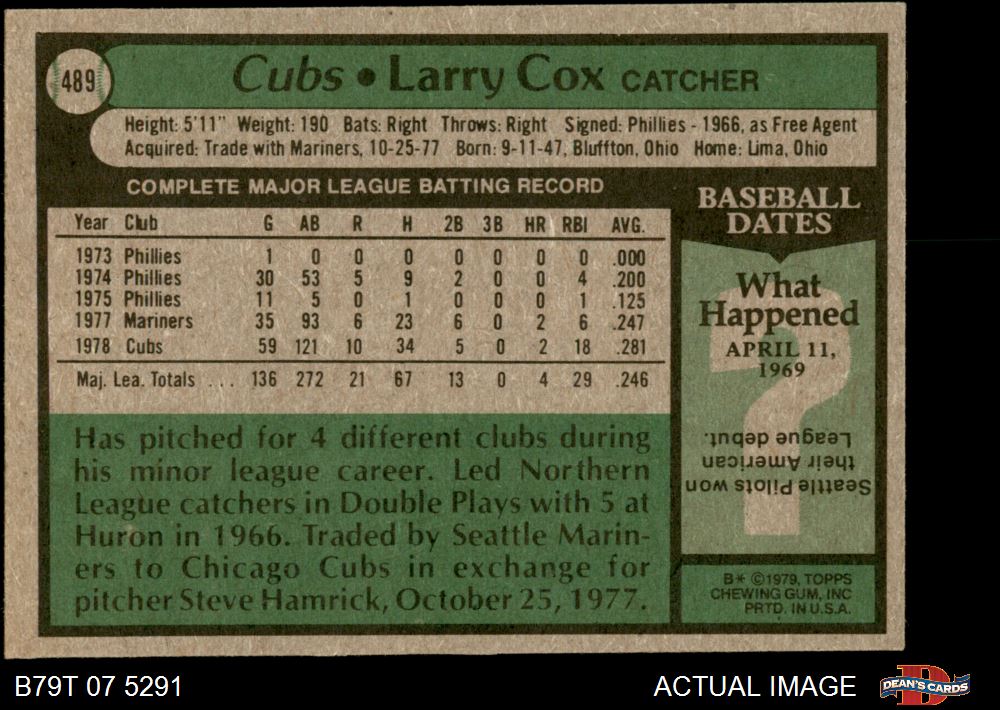 489
Cubs • Larry Cox CATCHER
Height: 5'11" Weight: 190 Bats: Right Throws: Right Signed: Phillies - 1966, as Free Agent
Acquired: Trade with Mariners, 10-25-77 Born: 9-11-47, Bluffton, Ohio Home: Lima, Ohio
COMPLETE MAJOR LEAGUE BATTING RECORD
Year Club G AB R H 2B 3B HR RBI AVG.
1973 Phillies 1 0 0 0 0 0 0 0 .000
1974 Phillies 30 53 5 9 2 0 0 4 .200
1975 Phillies 11 5 0 1 0 0 0 1 .125
1977 Mariners 35 93 6 23 6 0 2 6 .247
1978 Cubs 59 121 10 34 5 0 2 18 .281
Maj. Lea. Totals ... 136 272 21 67 13 0 4 29 .246
Has pitched for 4 different clubs during
his minor league career. Led Northern
League catchers in Double Plays with 5 at
Huron in 1966. Traded by Seattle Marin-
ers to Chicago Cubs in exchange for
pitcher Steve Hamrick, October 25, 1977.
BASEBALL
DATES
What
Happened
APRIL 11,
1969
?
Seattle Pilots won
their American
League debut.
B* ©1979, TOPPS
CHEWING GUM, INC
PRTD. IN U.S.A.
B79T 07 5291
ACTUAL IMAGE
D
DEAN'S CARDS